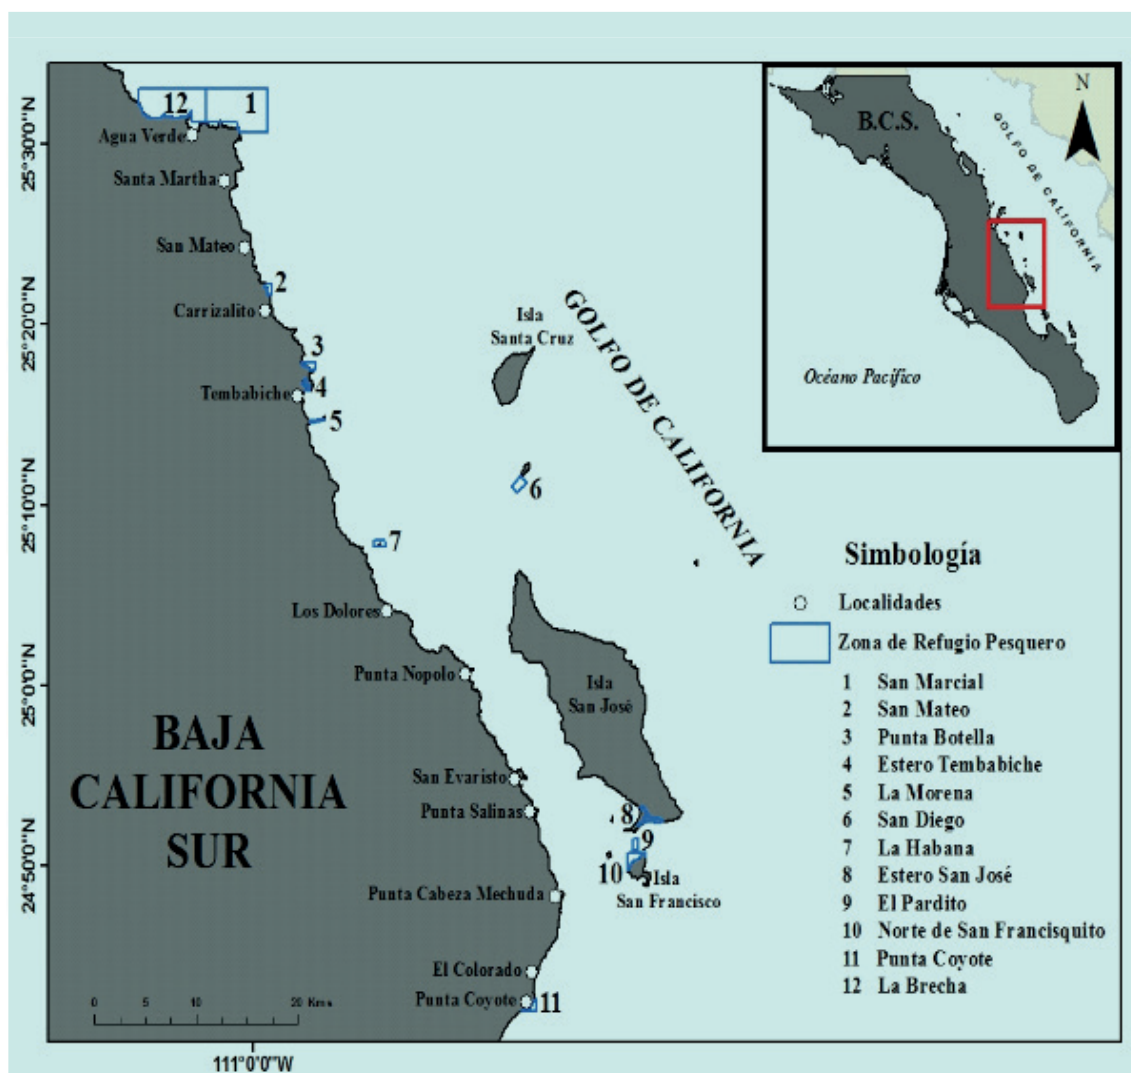 12
1
Agua Verde
Santa Martha
San Mateo
2
Carrizalito
3
4
Tembabiche
5
Isla
Santa Cruz
GOLFO DE CALIFORNIA
6
7
Los Dolores
Punta Nopolo
Isla
San José
San Evaristo
Punta Salinas
8
9
10
Isla
San Francisco
Punta Cabeza Mechuda
El Colorado
Punta Coyote
11
BAJA
CALIFORNIA
SUR
0 5 10 20 Kms
25°30'0"N
25°20'0"N
25°10'0"N
25°0'0"N
24°50'0"N
111°0'0"W
B.C.S.
GOLFO DE CALIFORNIA
N
Océano Pacífico
Simbología
Localidades
Zona de Refugio Pesquero
1 San Marcial
2 San Mateo
3 Punta Botella
4 Estero Tembabiche
5 La Morena
6 San Diego
7 La Habana
8 Estero San José
9 El Pardito
10 Norte de San Francisquito
11 Punta Coyote
12 La Brecha